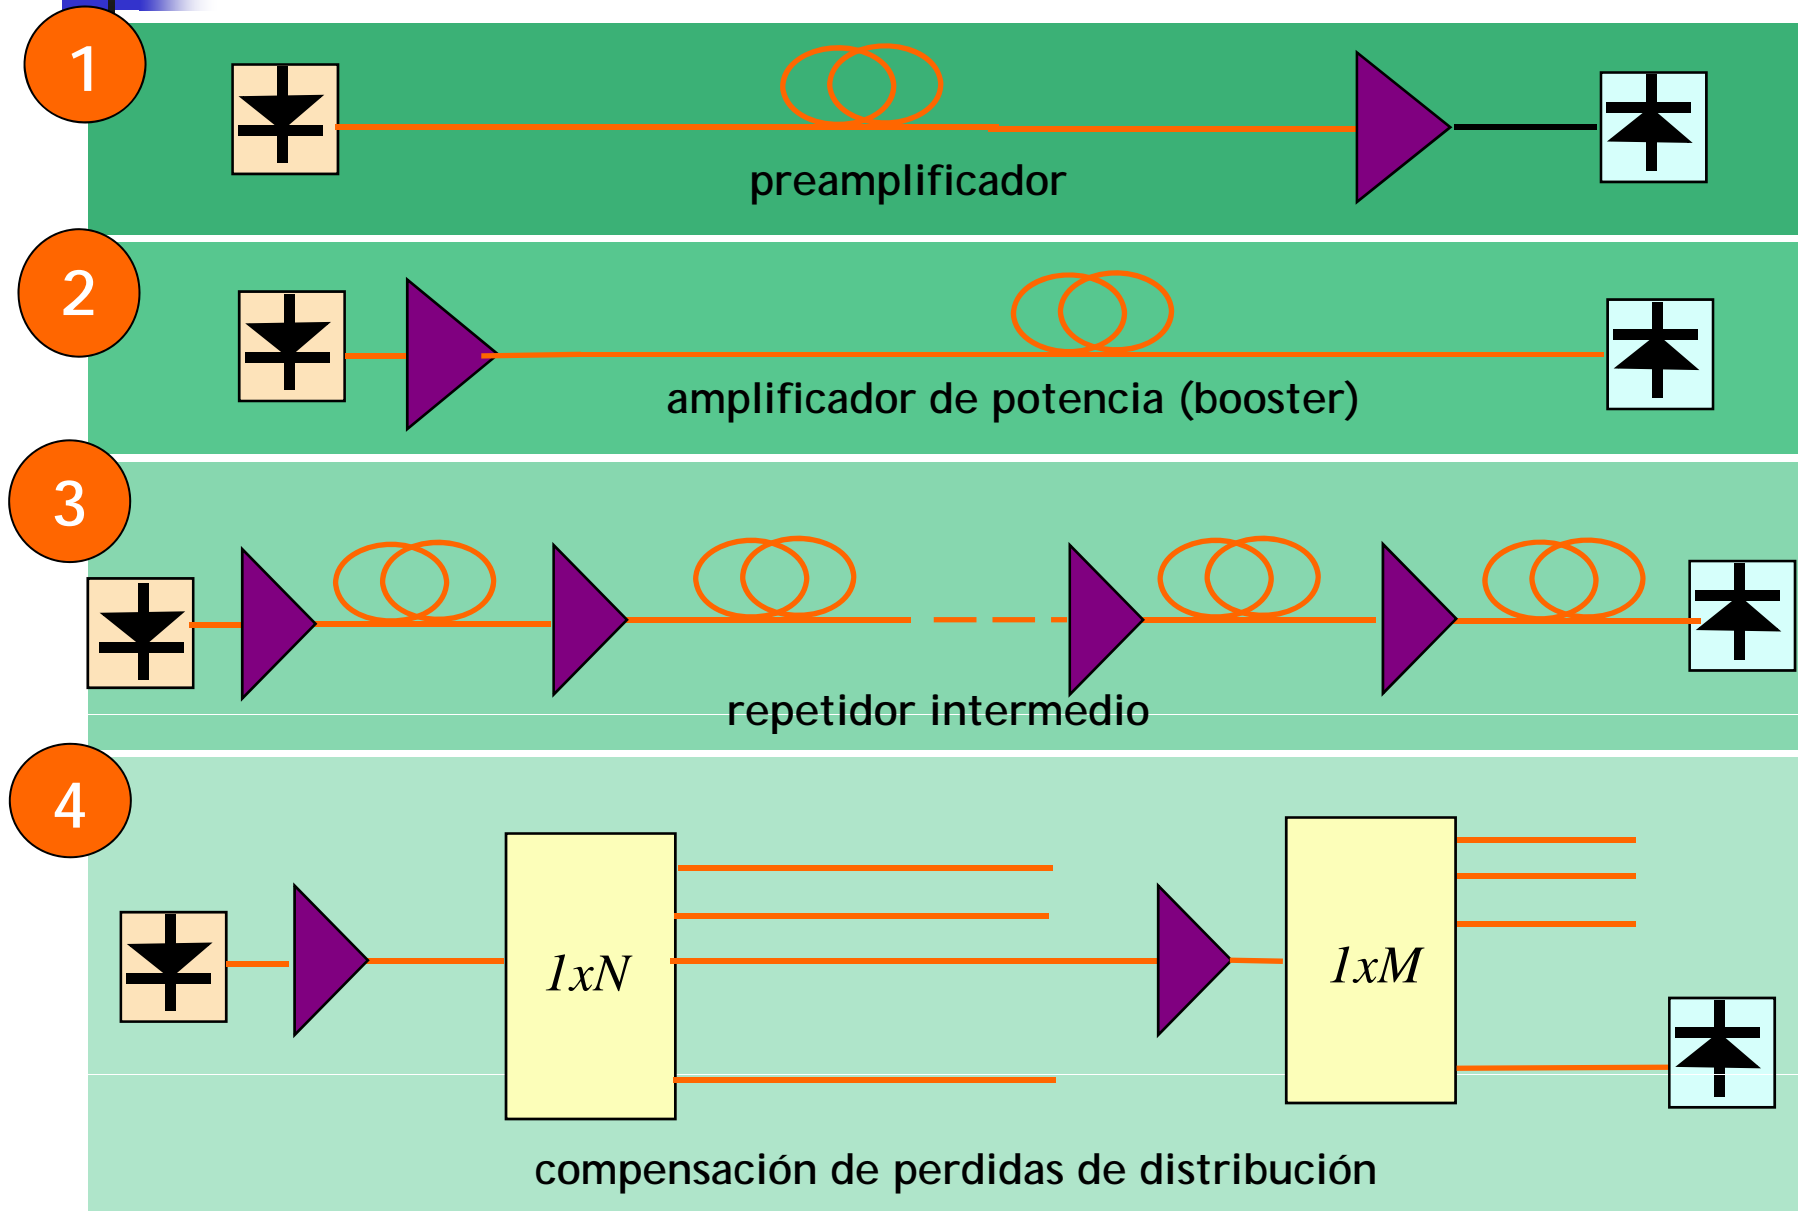 1
preamplificador
2
amplificador de potencia (booster)
3
repetidor intermedio
4
1xN
1xM
compensación de perdidas de distribución